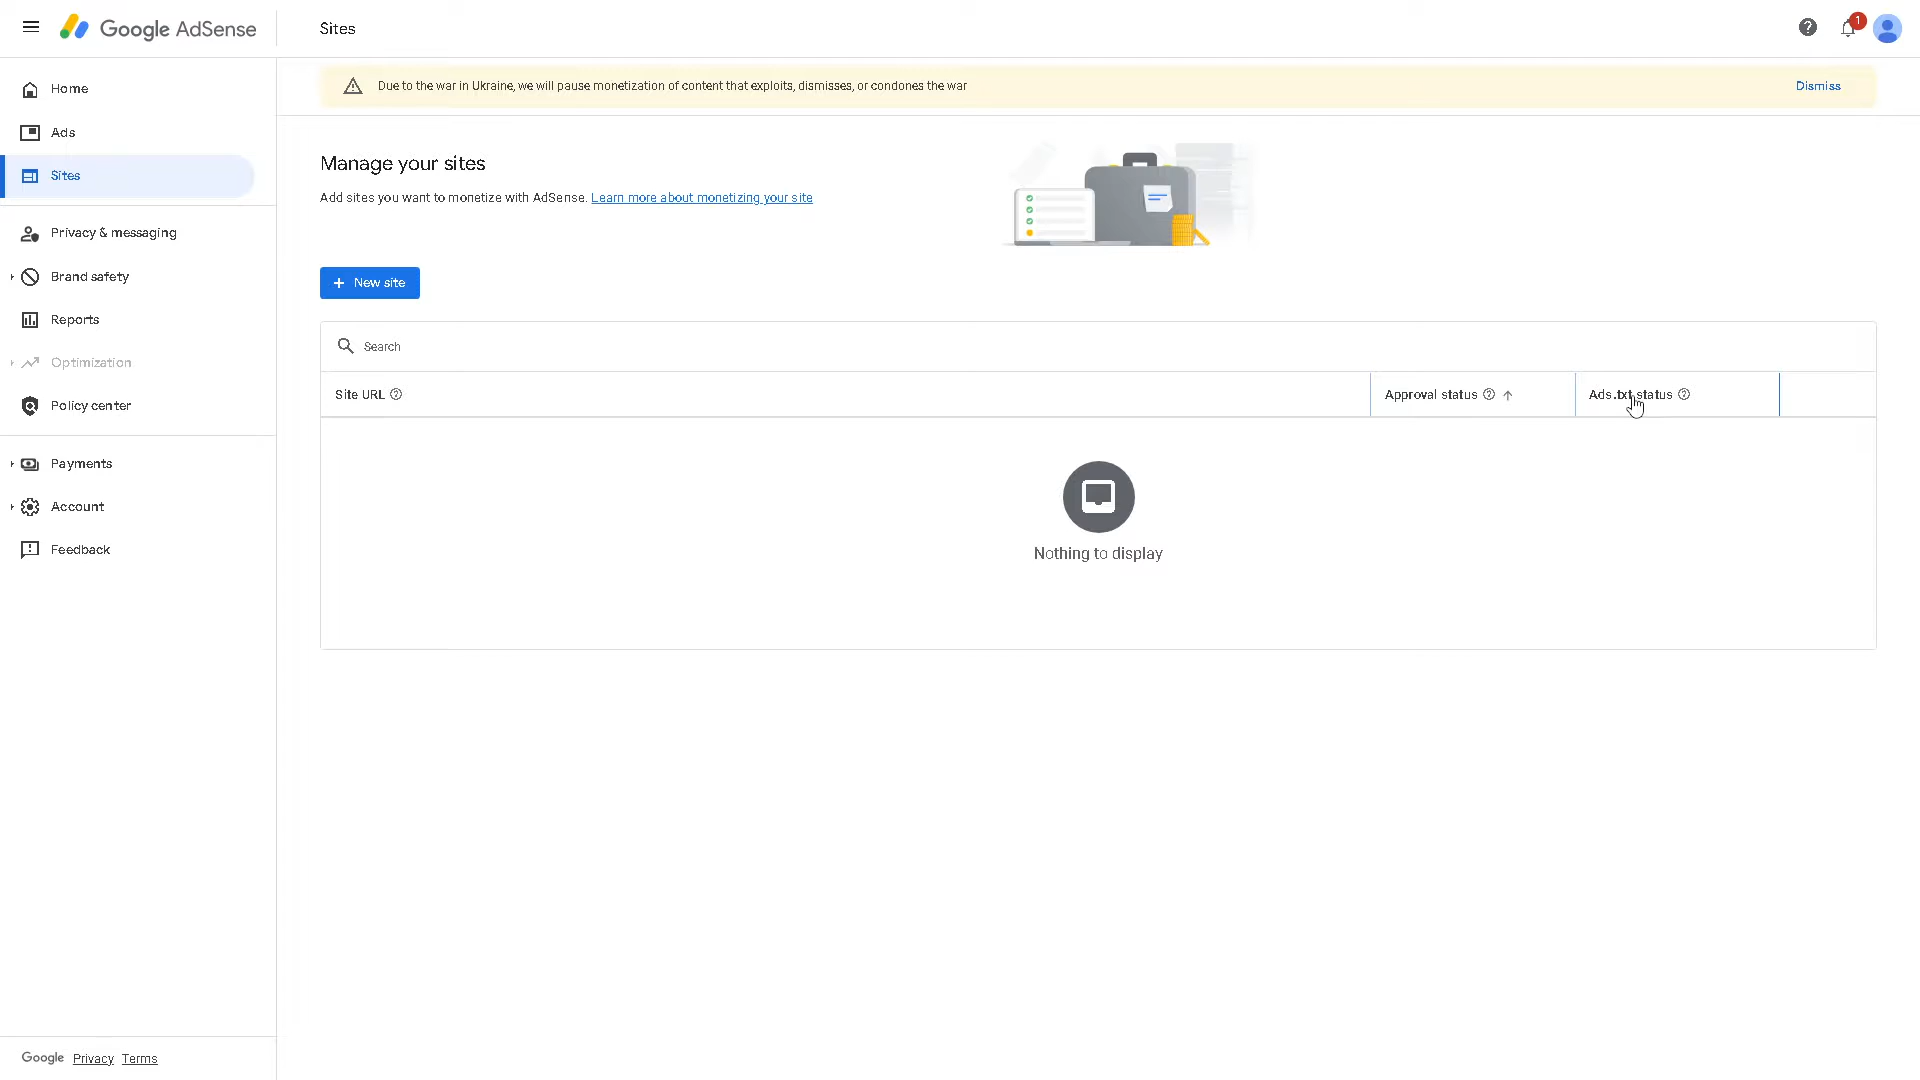 Google AdSense
Sites
1
Home
Ads
Sites
Privacy & messaging
Brand safety
Reports
Optimization
Policy center
Payments
Account
Feedback
Due to the war in Ukraine, we will pause monetization of content that exploits, dismisses, or condones the war
Dismiss
Manage your sites
Add sites you want to monetize with AdSense. Learn more about monetizing your site
+ New site
Search
Site URL
Approval status
Ads.txt status
Nothing to display
Google Privacy Terms